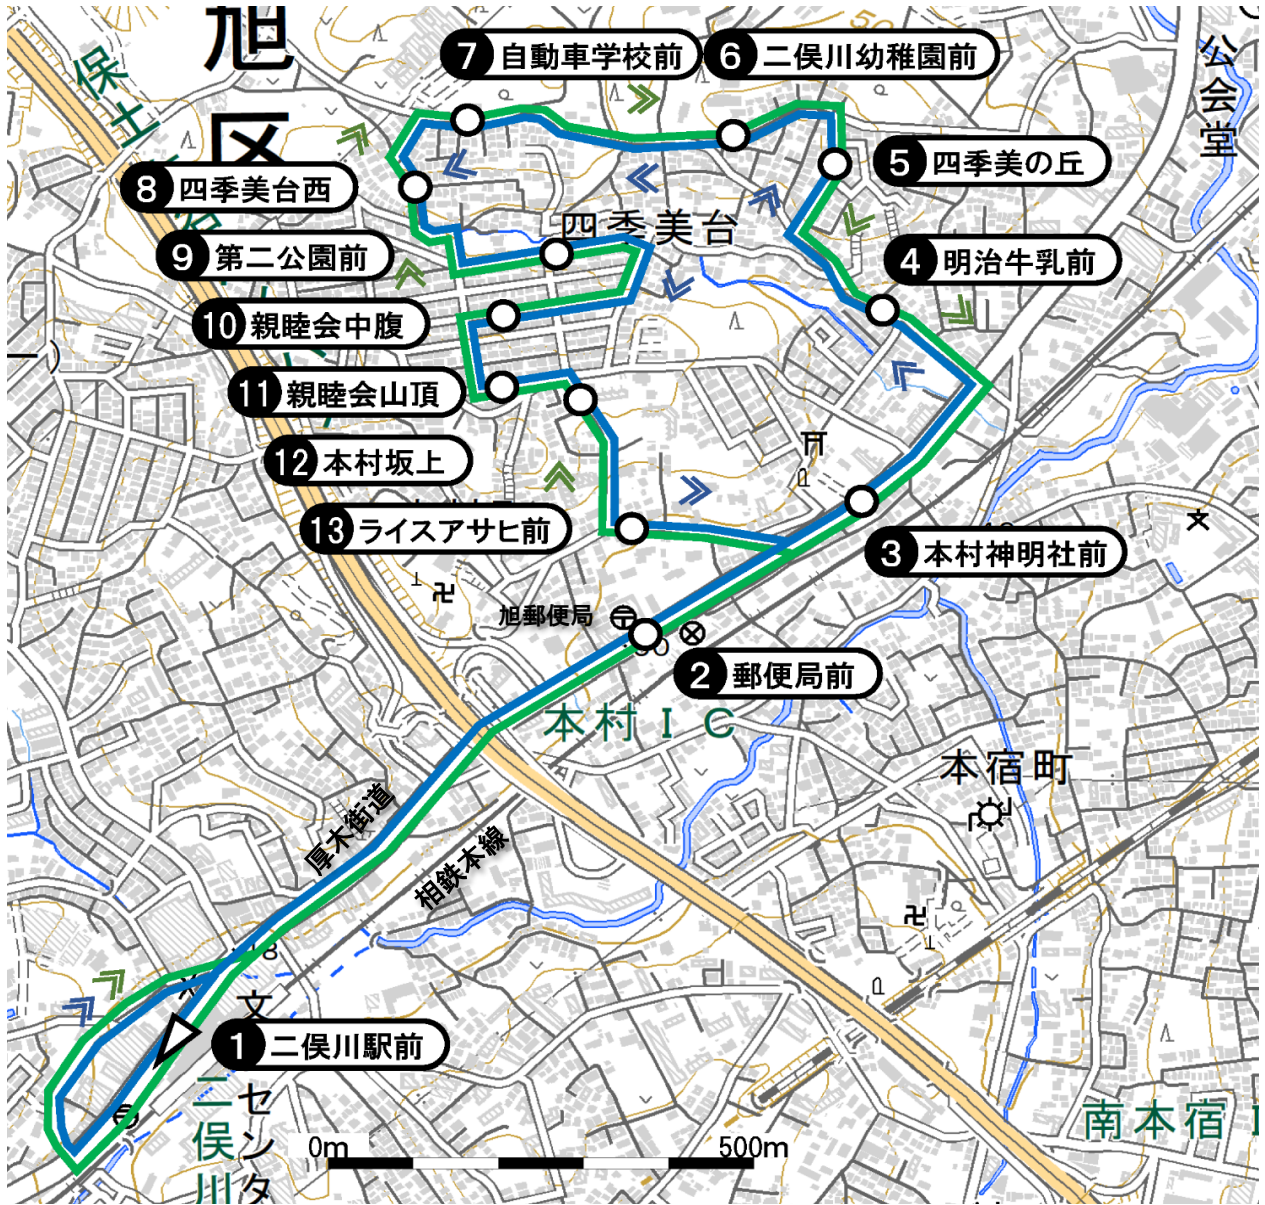 旭区
保土
公会堂
50
7 自動車学校前
6 二俣川幼稚園前
5 四季美の丘
8 四季美台西
四季美台
9 第二公園前
4 明治牛乳前
10 親睦会中腹
11 親睦会山頂
12 本村坂上
13 ライスアサヒ前
3 本村神明社前
旭郵便局
2 郵便局前
本村IC
本宿町
厚木街道
相鉄本線
文
1 二俣川駅前
二俣川
センタ
南本宿I
0m
500m